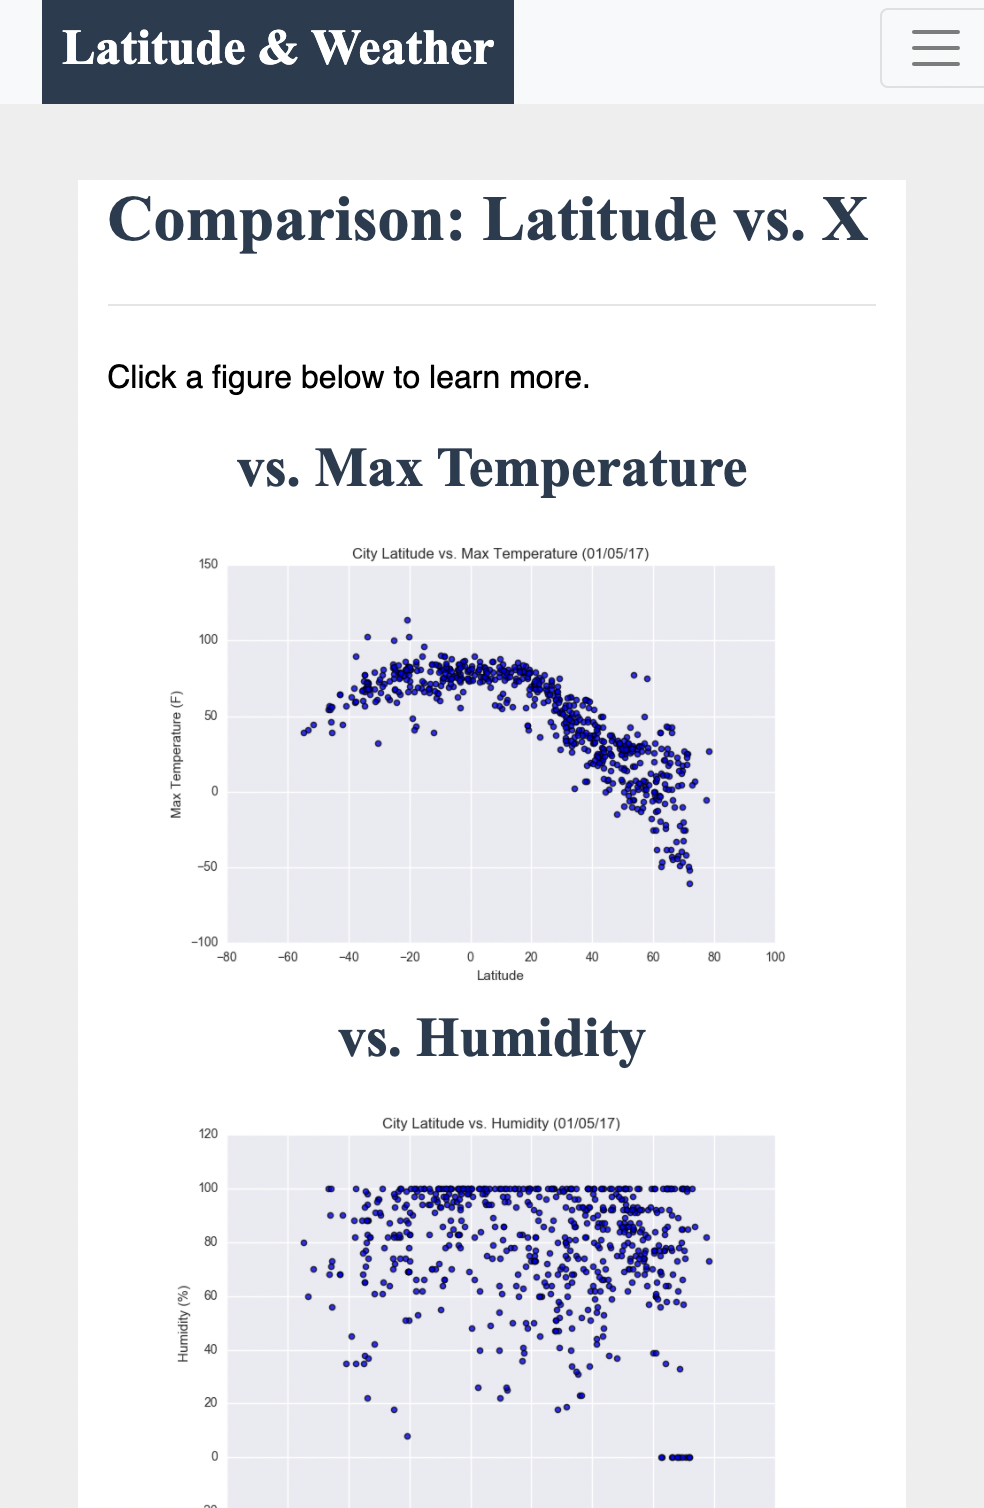 Latitude & Weather
Comparison: Latitude vs. X
Click a figure below to learn more.
vs. Max Temperature
City Latitude vs. Max Temperature (01/05/17)
150
100
50
0
−50
−100
Max Temperature (F)
−80 −60 −40 −20 0 20 40 60 80 100
Latitude
vs. Humidity
City Latitude vs. Humidity (01/05/17)
120
100
80
60
40
20
0
Humidity (%)